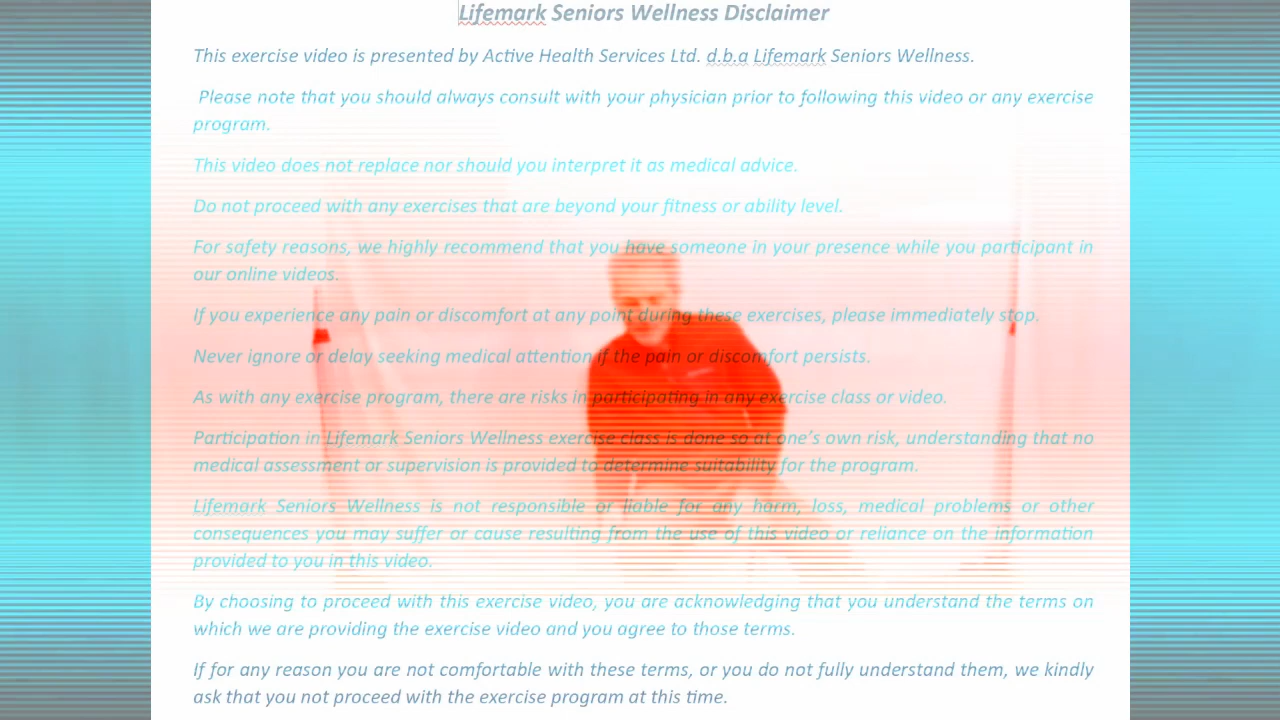 Lifemark Seniors Wellness Disclaimer
This exercise video is presented by Active Health Services Ltd. d.b.a Lifemark Seniors Wellness.
Please note that you should always consult with your physician prior to following this video or any exercise
program.
This video does not replace nor should you interpret it as medical advice.
Do not proceed with any exercises that are beyond your fitness or ability level.
For safety reasons, we highly recommend that you have someone in your presence while you participant in
our online videos.
If you experience any pain or discomfort at any point during these exercises, please immediately stop.
Never ignore or delay seeking medical attention if the pain or discomfort persists.
As with any exercise program, there are risks in participating in any exercise class or video.
Participation in Lifemark Seniors Wellness exercise class is done so at one’s own risk, understanding that no
medical assessment or supervision is provided to determine suitability for the program.
Lifemark Seniors Wellness is not responsible or liable for any harm, loss, medical problems or other
consequences you may suffer or cause resulting from the use of this video or reliance on the information
provided to you in this video.
By choosing to proceed with this exercise video, you are acknowledging that you understand the terms on
which we are providing the exercise video and you agree to those terms.
If for any reason you are not comfortable with these terms, or you do not fully understand them, we kindly
ask that you not proceed with the exercise program at this time.